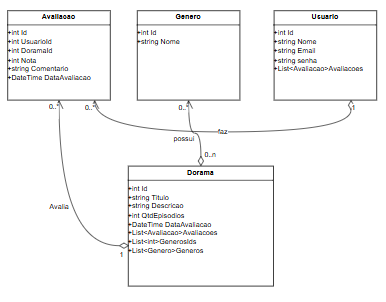 Avaliaoao
+int Id
+int UsuarioId
+int DoramaId
+int Nota
+string Comentario
+DateTime DataAvaliacao
Genero
+int Id
+string Nome
Usuario
+int Id
+string Nome
+string Email
+string senha
+List<Avaliacao>Avaliacoes
0..*
0..*
0..*
1
faz
possui
0..n
Avalia
1
Dorama
+int Id
+string Titulo
+string Descricao
+int QtdEpisodios
+DateTime DataAvaliacao
+List<Avaliacao>Avaliacoes
+List<int>GenerosIds
+List<Genero>Generos